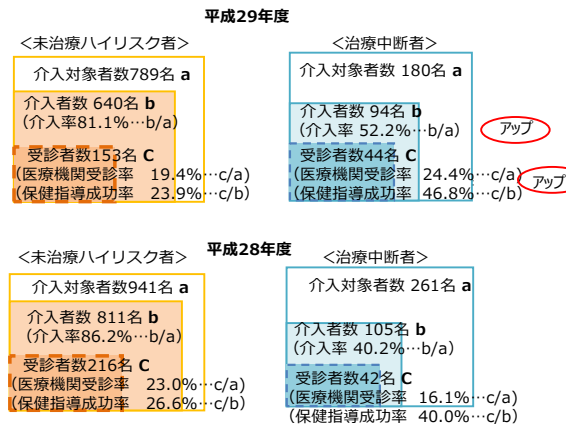 平成29年度
<未治療ハイリスク者>
介入対象者数789名 a
介入者数 640名 b
(介入率81.1%…b/a)
受診者数153名 C
(医療機関受診率 19.4%…c/a)
(保健指導成功率 23.9%…c/b)
<治療中断者>
介入対象者数 180名 a
介入者数 94名 b
(介入率 52.2%…b/a)
アップ
受診者数44名 C
(医療機関受診率 24.4%…c/a)
(保健指導成功率 46.8%…c/b)
アップ
平成28年度
<未治療ハイリスク者>
介入対象者数941名 a
介入者数 811名 b
(介入率86.2%…b/a)
受診者数216名 C
(医療機関受診率 23.0%…c/a)
(保健指導成功率 26.6%…c/b)
<治療中断者>
介入対象者数 261名 a
介入者数 105名 b
(介入率 40.2%…b/a)
受診者数42名 C
(医療機関受診率 16.1%…c/a)
(保健指導成功率 40.0%…c/b)